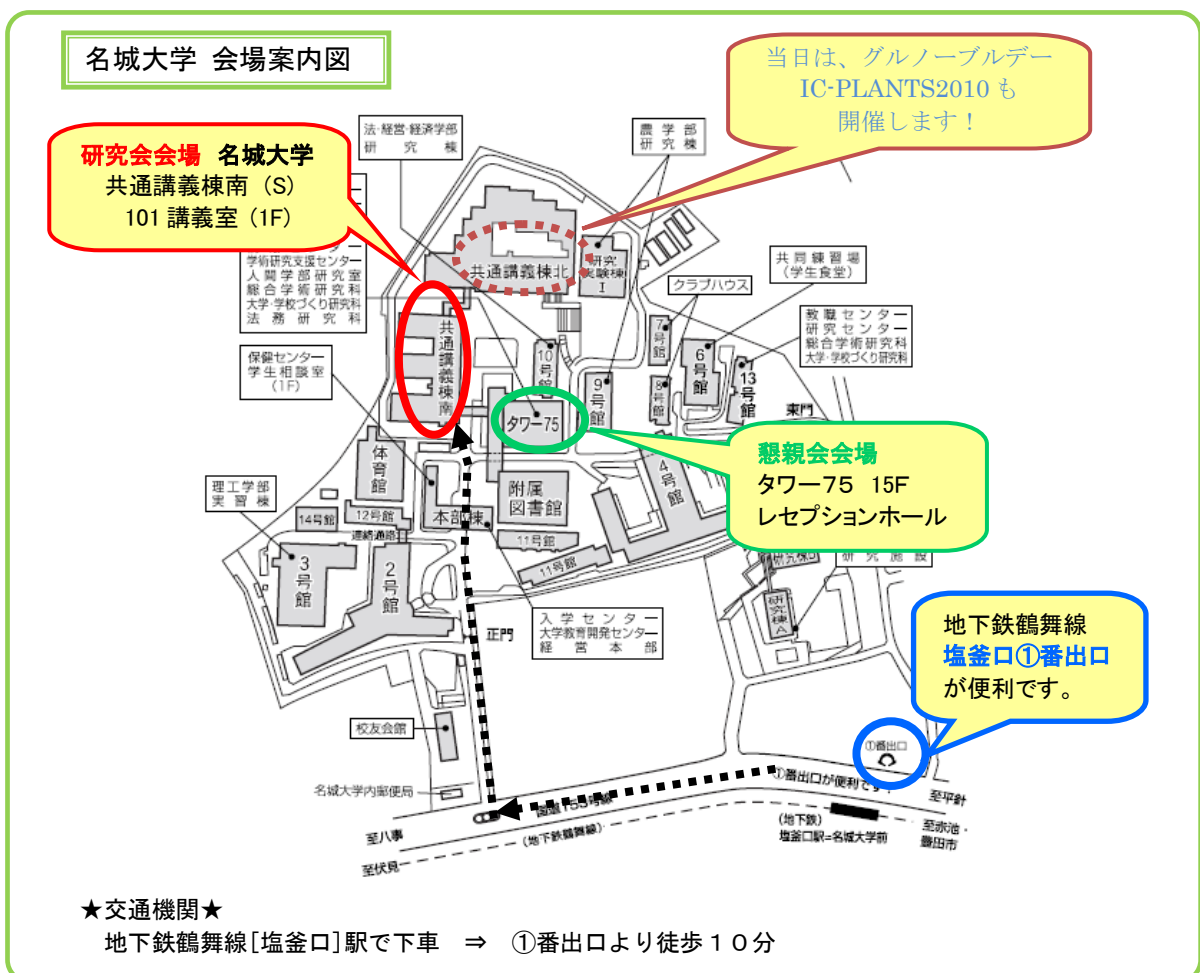 名城大学 会場案内図
当日は、グルノーブルデー
IC-PLANTS2010 も
開催します！
法・経営・経済学部
研究棟
農学部
研究棟
研究会会場 名城大学
共通講義棟南（S）
101 講義室（1F）
学術研究支援センター
人間学部研究室
総合学術研究科
大学・学校づくり研究科
法務研究科
共通講義棟北
研究
実験棟
I
共同練習場
（学生食堂）
クラブハウス
教職センター
研究センター
総合学術研究科
大学・学校づくり研究科
保健センター
学生相談室
（1F）
共通講義棟南
10号館
7号館
6号館
13号館
9号館
8号館
東門
タワー75
懇親会会場
タワー７５ 15F
レセプションホール
体育館
4号館
附属
図書館
理工学部
実習棟
本部棟
14号館
12号館
連絡通路
11号館
11号館
3号館
2号館
研究施設
研究棟B
研究棟A
入学センター
大学教育開発センター
経営本部
正門
地下鉄鶴舞線
塩釜口①番出口
が便利です。
校友会館
①番出口
①番出口が便利です！
名城大学内郵便局
国道153号線
至平針
至八事
（地下鉄鶴舞線）
（地下鉄）
塩釜口駅=名城大学前
至赤池・
豊田市
至伏見
★交通機関★
地下鉄鶴舞線［塩釜口］駅で下車 ⇒ ①番出口より徒歩１０分